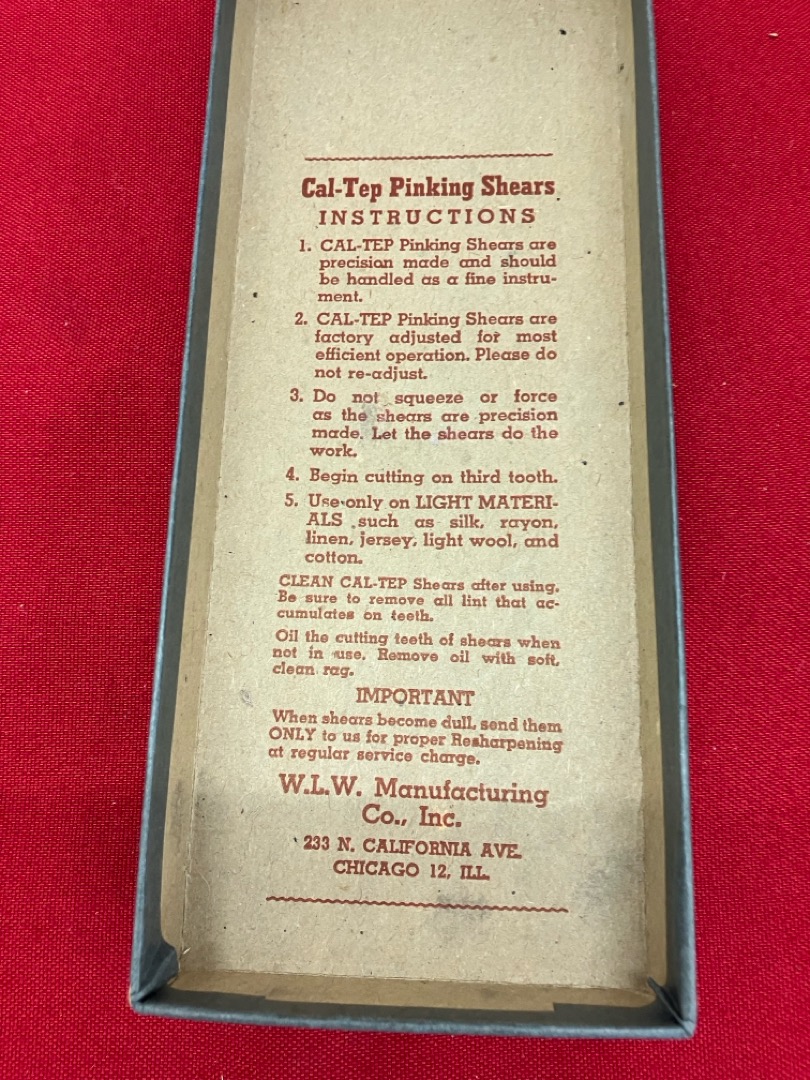 Cal-Tep Pinking Shears
INSTRUCTIONS
1. CAL-TEP Pinking Shears are
precision made and should
be handled as a fine instru-
ment.
2. CAL-TEP Pinking Shears are
factory adjusted for most
efficient operation. Please do
not re-adjust.
3. Do not squeeze or force
as the shears are precision
made. Let the shears do the
work.
4. Begin cutting on third tooth.
5. Use only on LIGHT MATERI-
ALS such as silk, rayon,
linen, jersey, light wool, and
cotton.
CLEAN CAL-TEP Shears after using.
Be sure to remove all lint that ac-
cumulates on teeth.
Oil the cutting teeth of shears when
not in use. Remove oil with soft,
clean rag.
IMPORTANT
When shears become dull, send them
ONLY to us for proper Resharpening
at regular service charge.
W.L.W. Manufacturing
Co., Inc.
233 N. CALIFORNIA AVE.
CHICAGO 12, ILL.